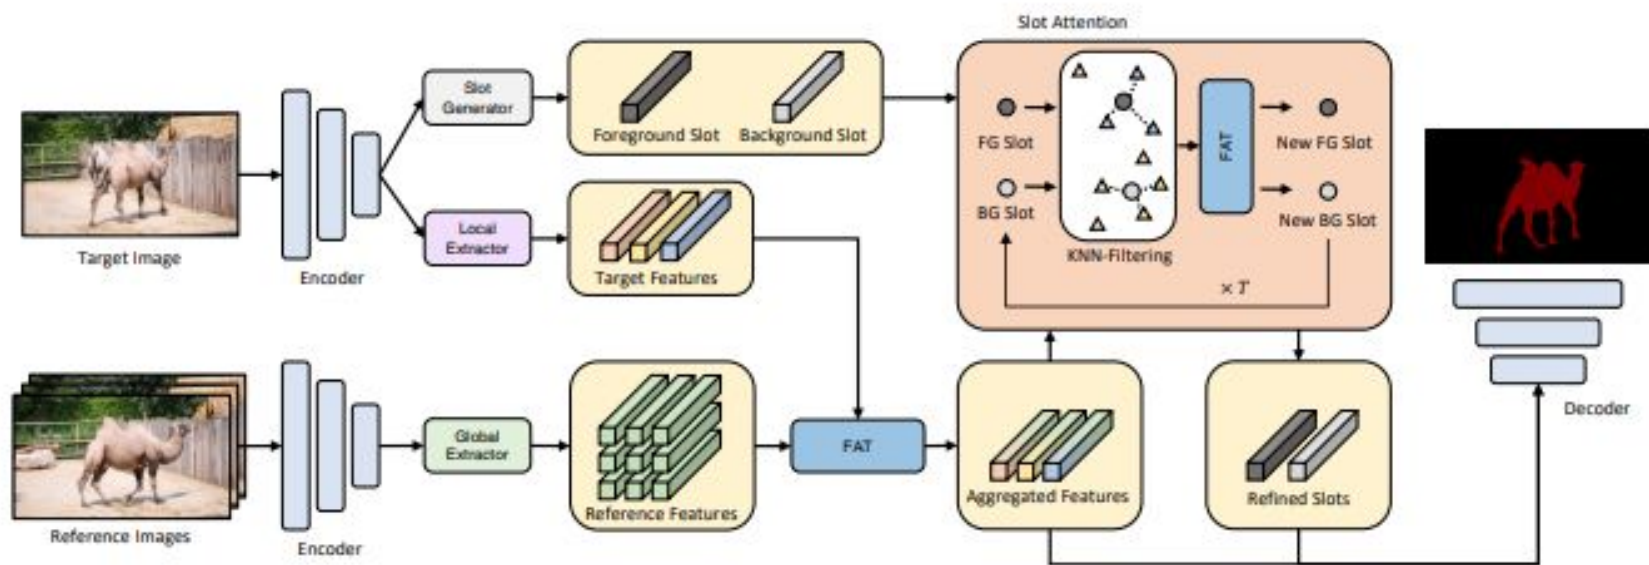 Slot Attention
Slot
Generator
Foreground Slot
Background Slot
FG Slot
BG Slot
KNN-Filtering
FAT
New FG Slot
New BG Slot
× T
Target Image
Encoder
Local
Extractor
Target Features
Reference Images
Encoder
Global
Extractor
Reference Features
FAT
Aggregated Features
Refined Slots
Decoder